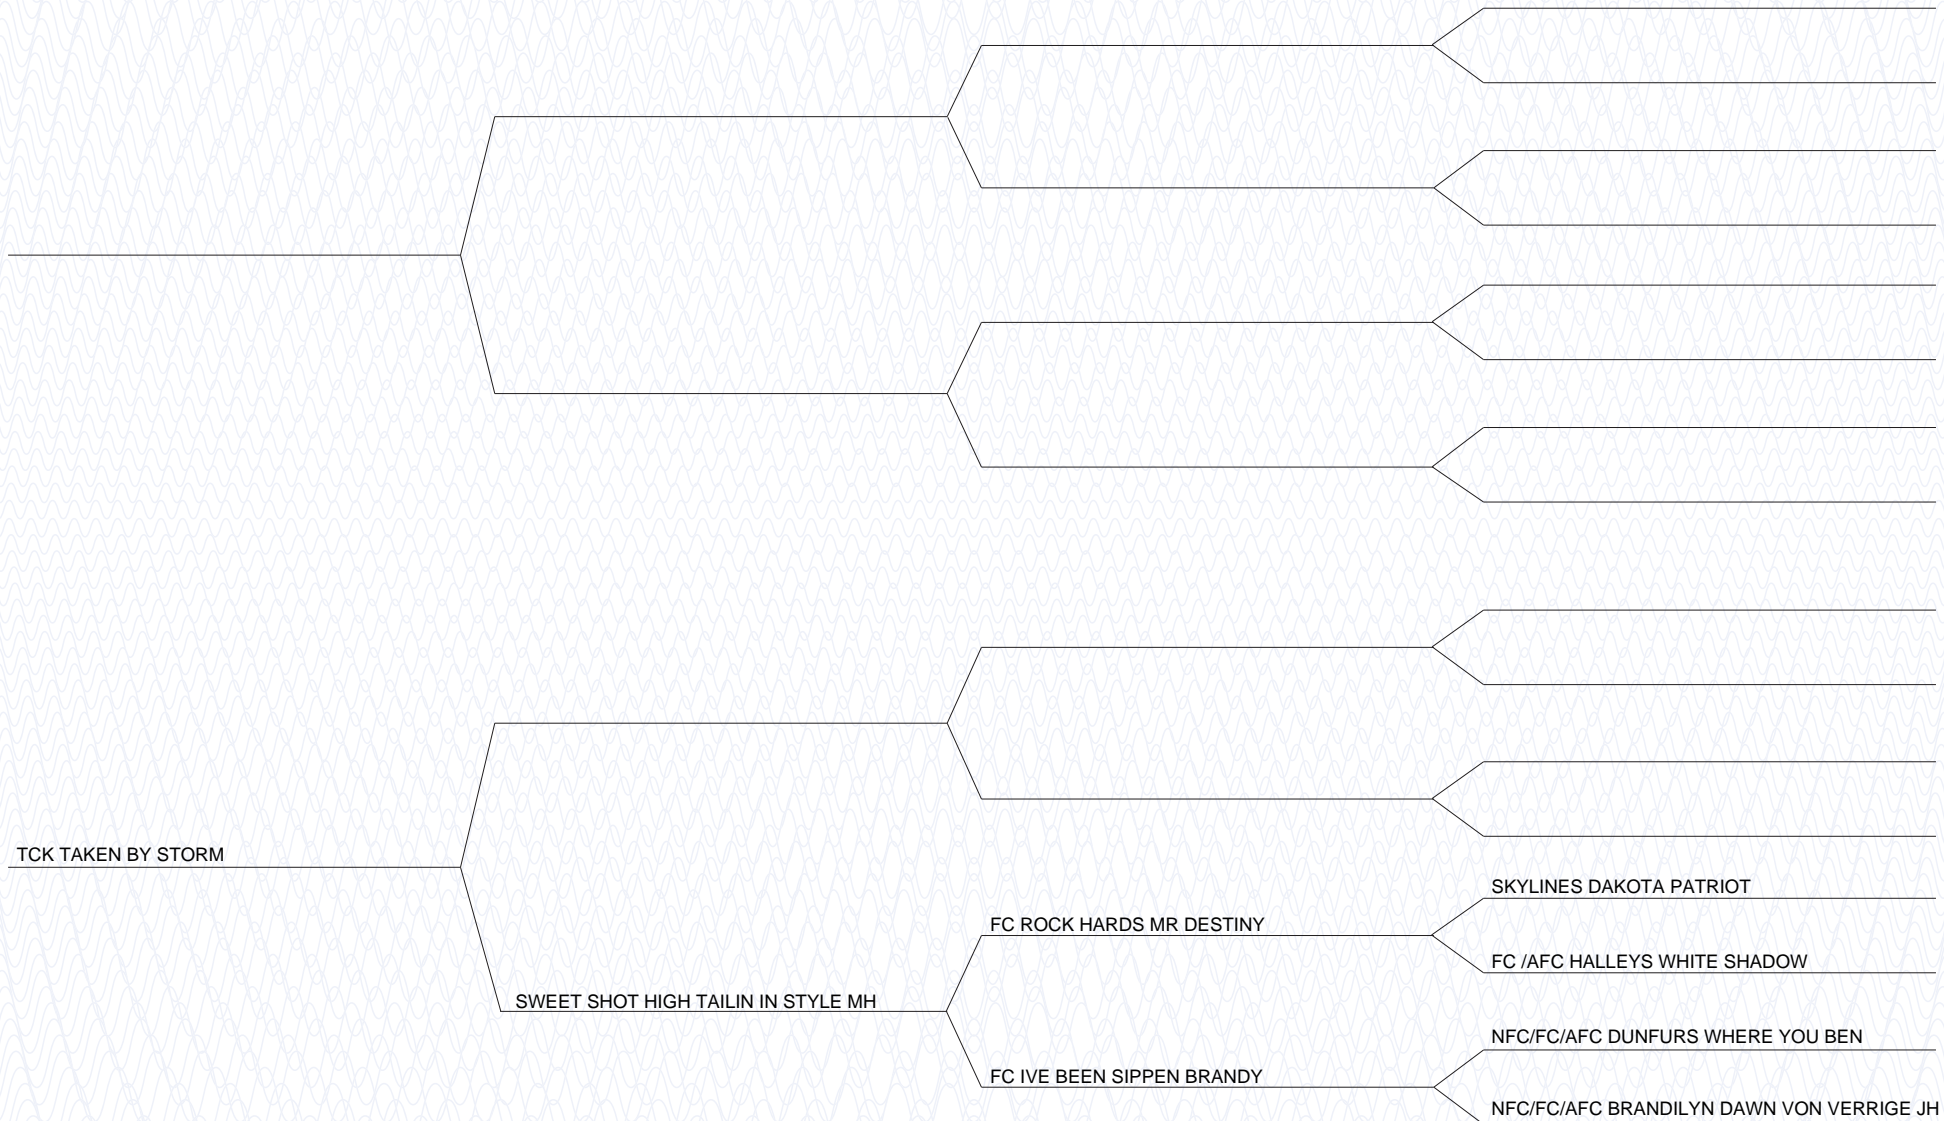 TCK TAKEN BY STORM
SWEET SHOT HIGH TAILIN IN STYLE MH
FC ROCK HARDS MR DESTINY
FC IVE BEEN SIPPEN BRANDY
SKYLINES DAKOTA PATRIOT
FC /AFC HALLEYS WHITE SHADOW
NFC/FC/AFC DUNFURS WHERE YOU BEN
NFC/FC/AFC BRANDILYN DAWN VON VERRIGE JH